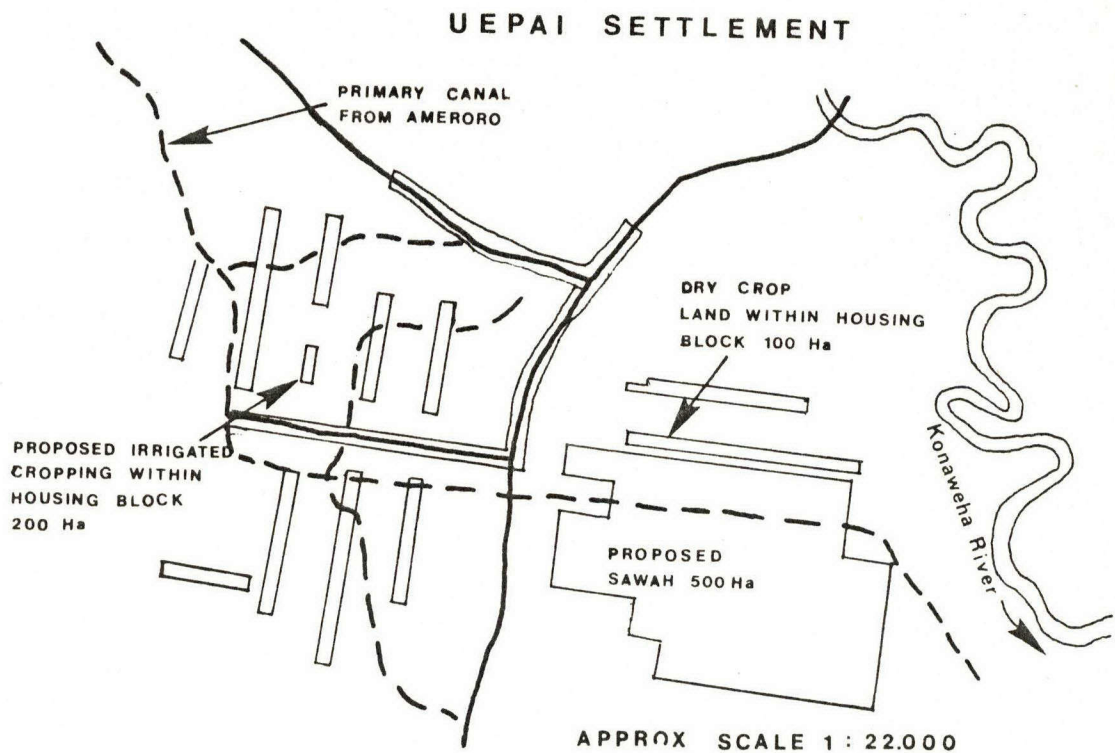 UEPAI SETTLEMENT
PRIMARY CANAL
FROM AMERORO
DRY CROP
LAND WITHIN HOUSING
BLOCK 100 Ha
PROPOSED IRRIGATED
CROPPING WITHIN
HOUSING BLOCK
200 Ha
PROPOSED
SAWAH 500 Ha
Konaweha River
APPROX SCALE 1 : 22.000